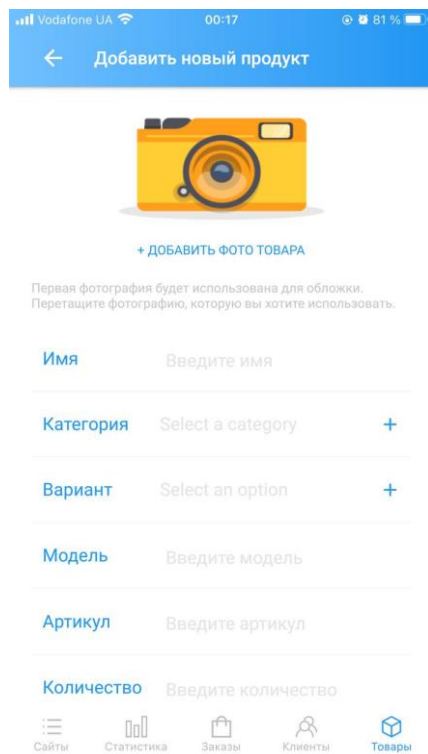 Vodafone UA 00:17 81 %
Добавить новый продукт
+ ДОБАВИТЬ ФОТО ТОВАРА
Первая фотография будет использована для обложки.
Перетащите фотографию, которую вы хотите использовать.
Имя Введите имя
Категория Select a category +
Вариант Select an option +
Модель Введите модель
Артикул Введите артикул
Количество Введите количество
Сайты Статистика Заказы Клиенты Товары